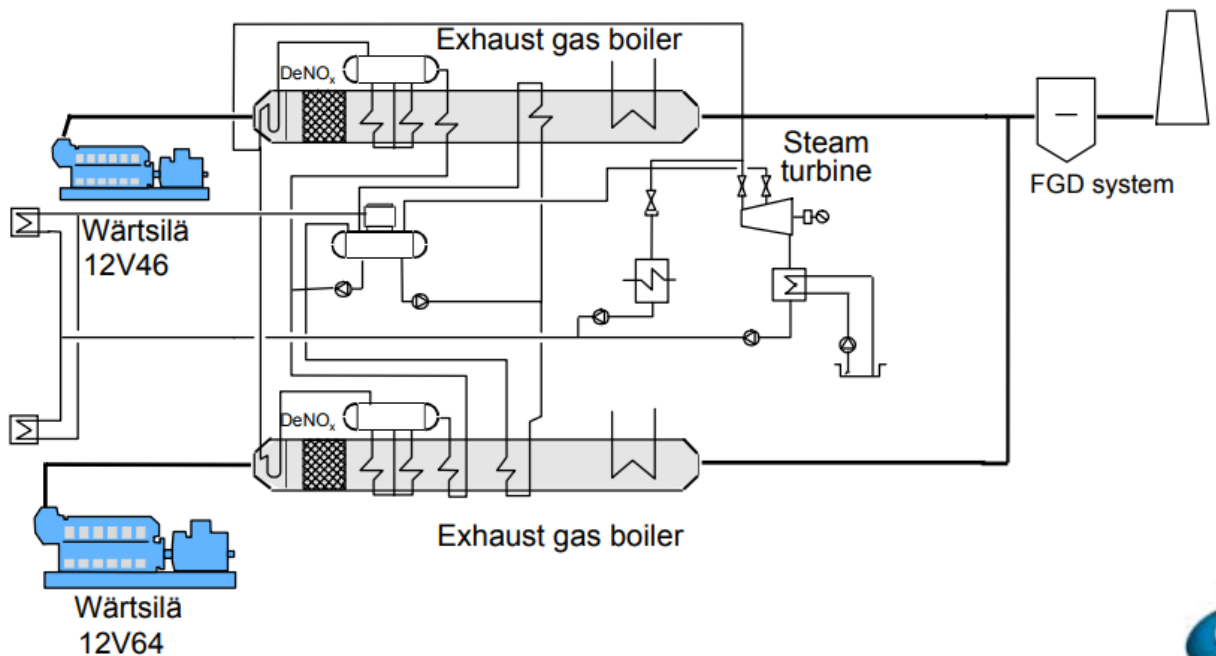 Exhaust gas boiler
DeNOx
Steam
turbine
FGD system
Wärtsilä
12V46
DeNOx
Exhaust gas boiler
Wärtsilä
12V64